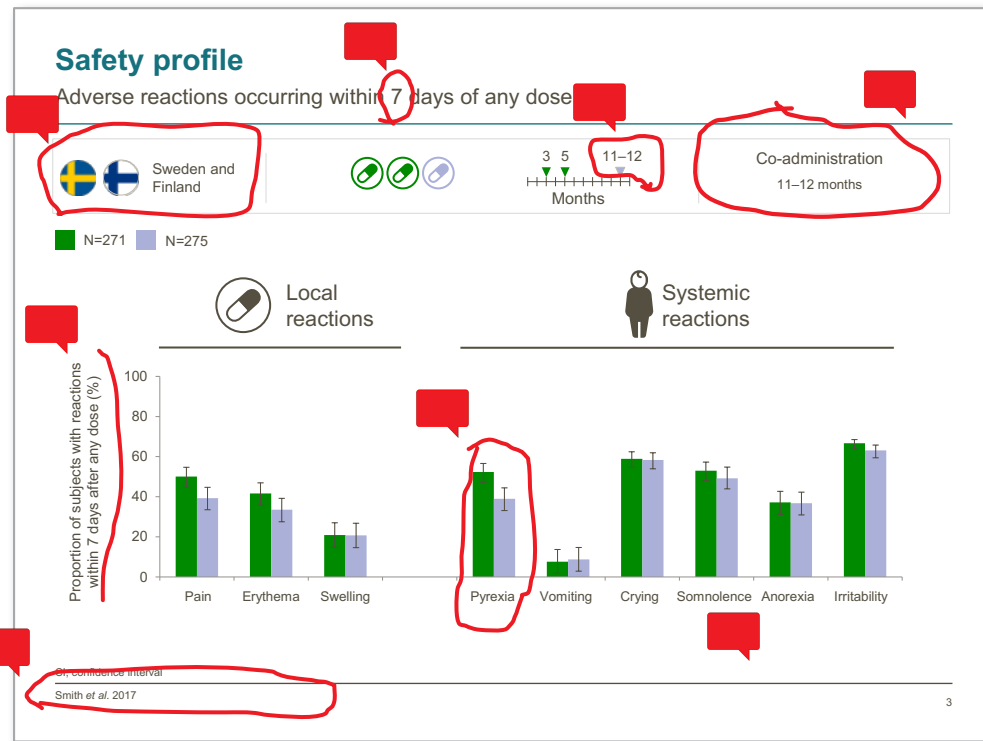 Safety profile
Adverse reactions occurring within 7 days of any dose
Sweden and
Finland
3 5 11–12
Months
Co-administration
11–12 months
N=271 N=275
Local
reactions
Systemic
reactions
Proportion of subjects with reactions
within 7 days after any dose (%)
100
80
60
40
20
0
Pain Erythema Swelling Pyrexia Vomiting Crying Somnolence Anorexia Irritability
CI, confidence interval
Smith et al. 2017
3